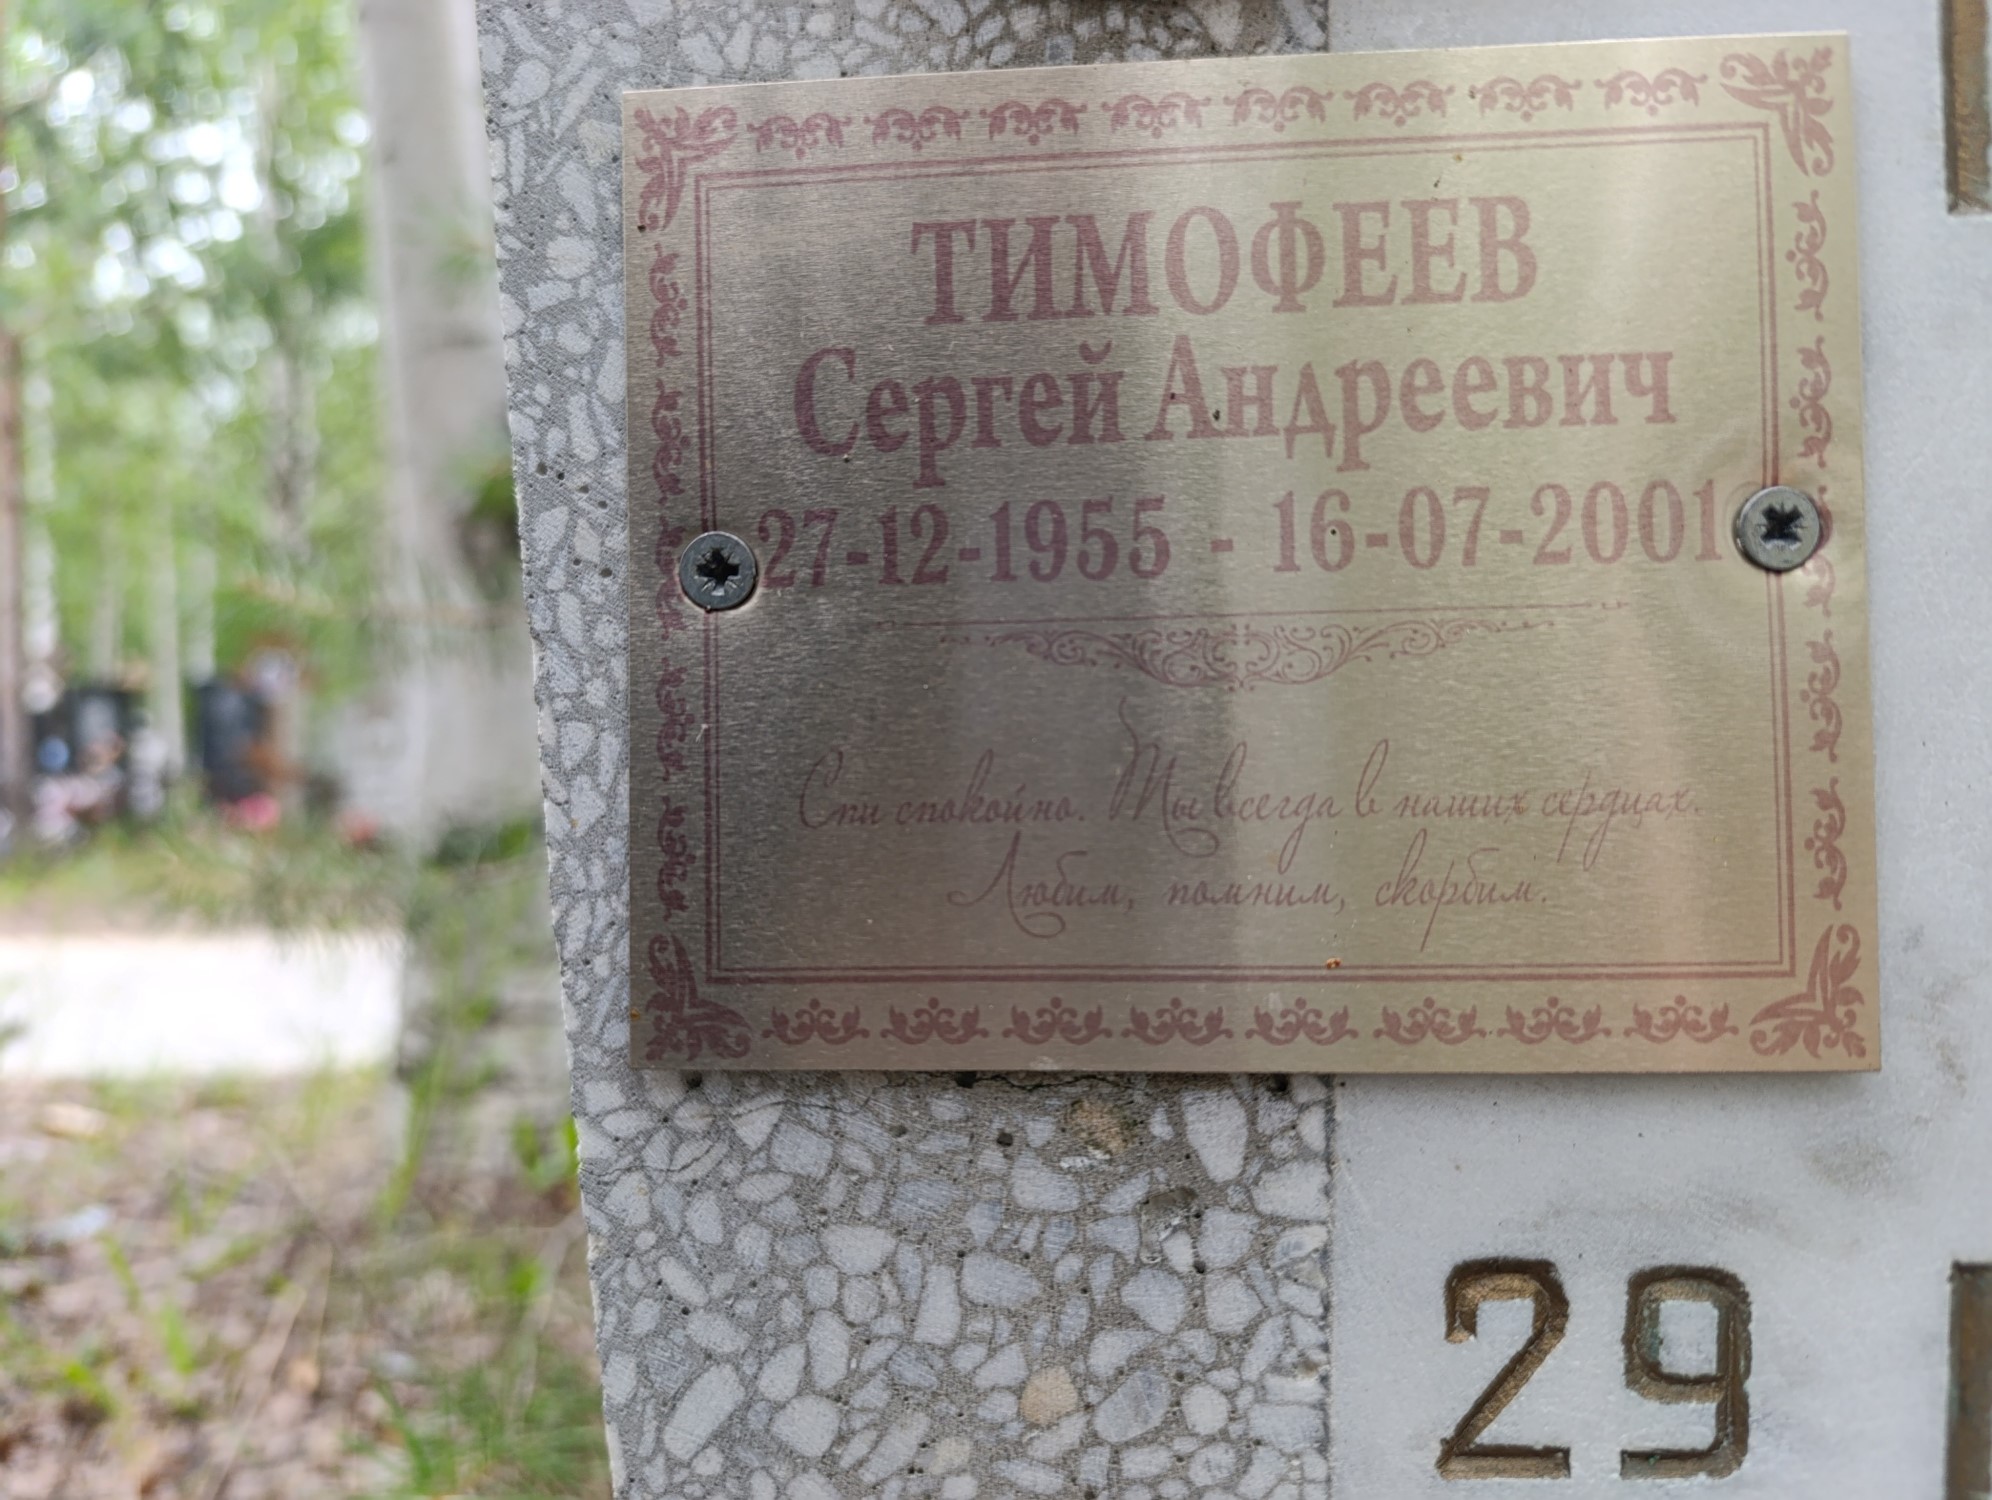 ТИМОФЕЕВ
Сергей Андреевич
27-12-1955 - 16-07-2001
Спи спокойно. Ты всегда в наших сердцах.
Любим, помним, скорбим.
29